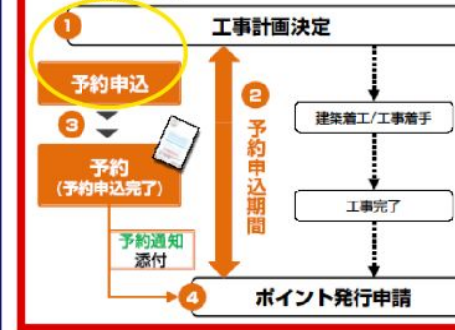 1
工事計画決定
予約申込
2
予約申込期間
建築着工/工事着手
3
予約
(予約申込完了)
工事完了
予約通知
添付
4
ポイント発行申請